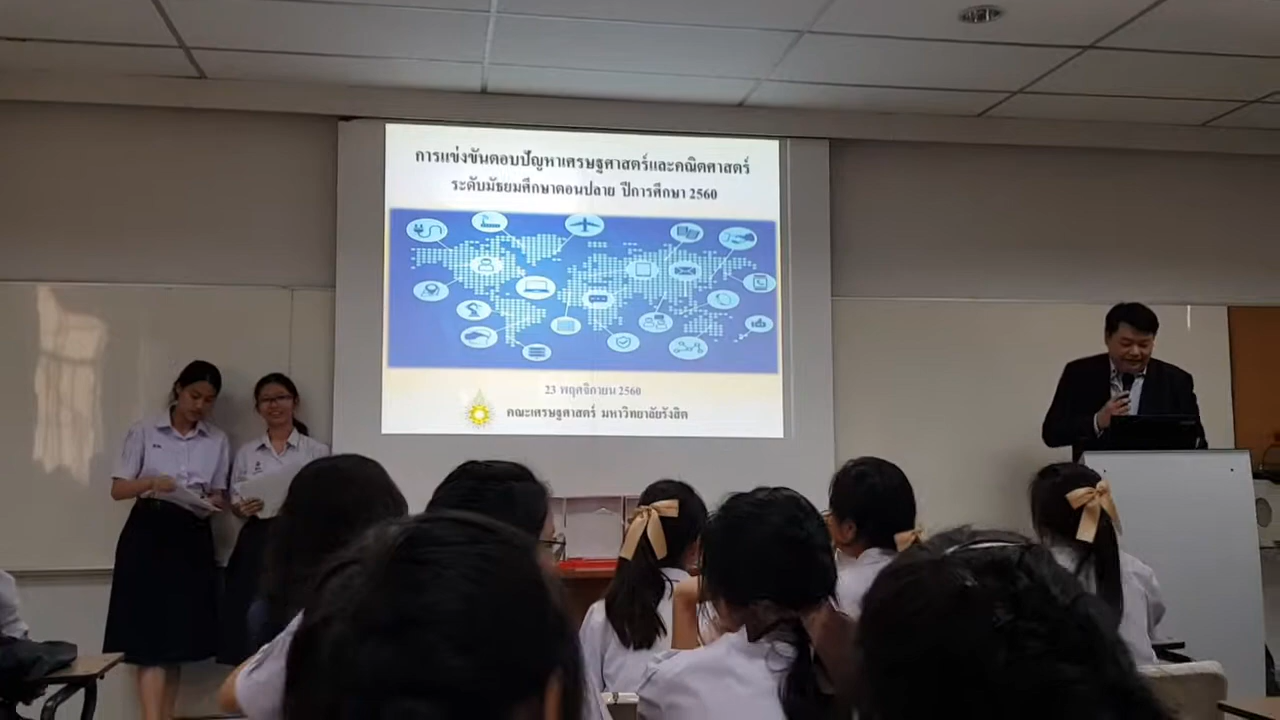 การแข่งขันตอบปัญหาเศรษฐศาสตร์และคณิตศาสตร์
ระดับมัธยมศึกษาตอนปลาย ปีการศึกษา 2560
23 พฤศจิกายน 2560
คณะเศรษฐศาสตร์ มหาวิทยาลัยรังสิต